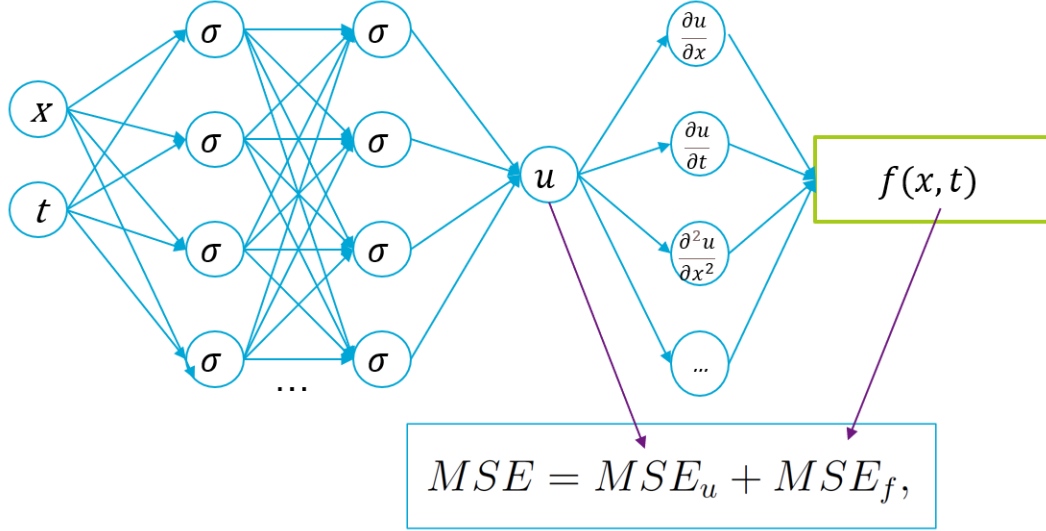 x
t
σ
σ
σ
σ
...
σ
σ
σ
σ
u
∂u/∂x
∂u/∂t
∂²u/∂x²
...
f(x, t)
MSE = MSE_u + MSE_f,